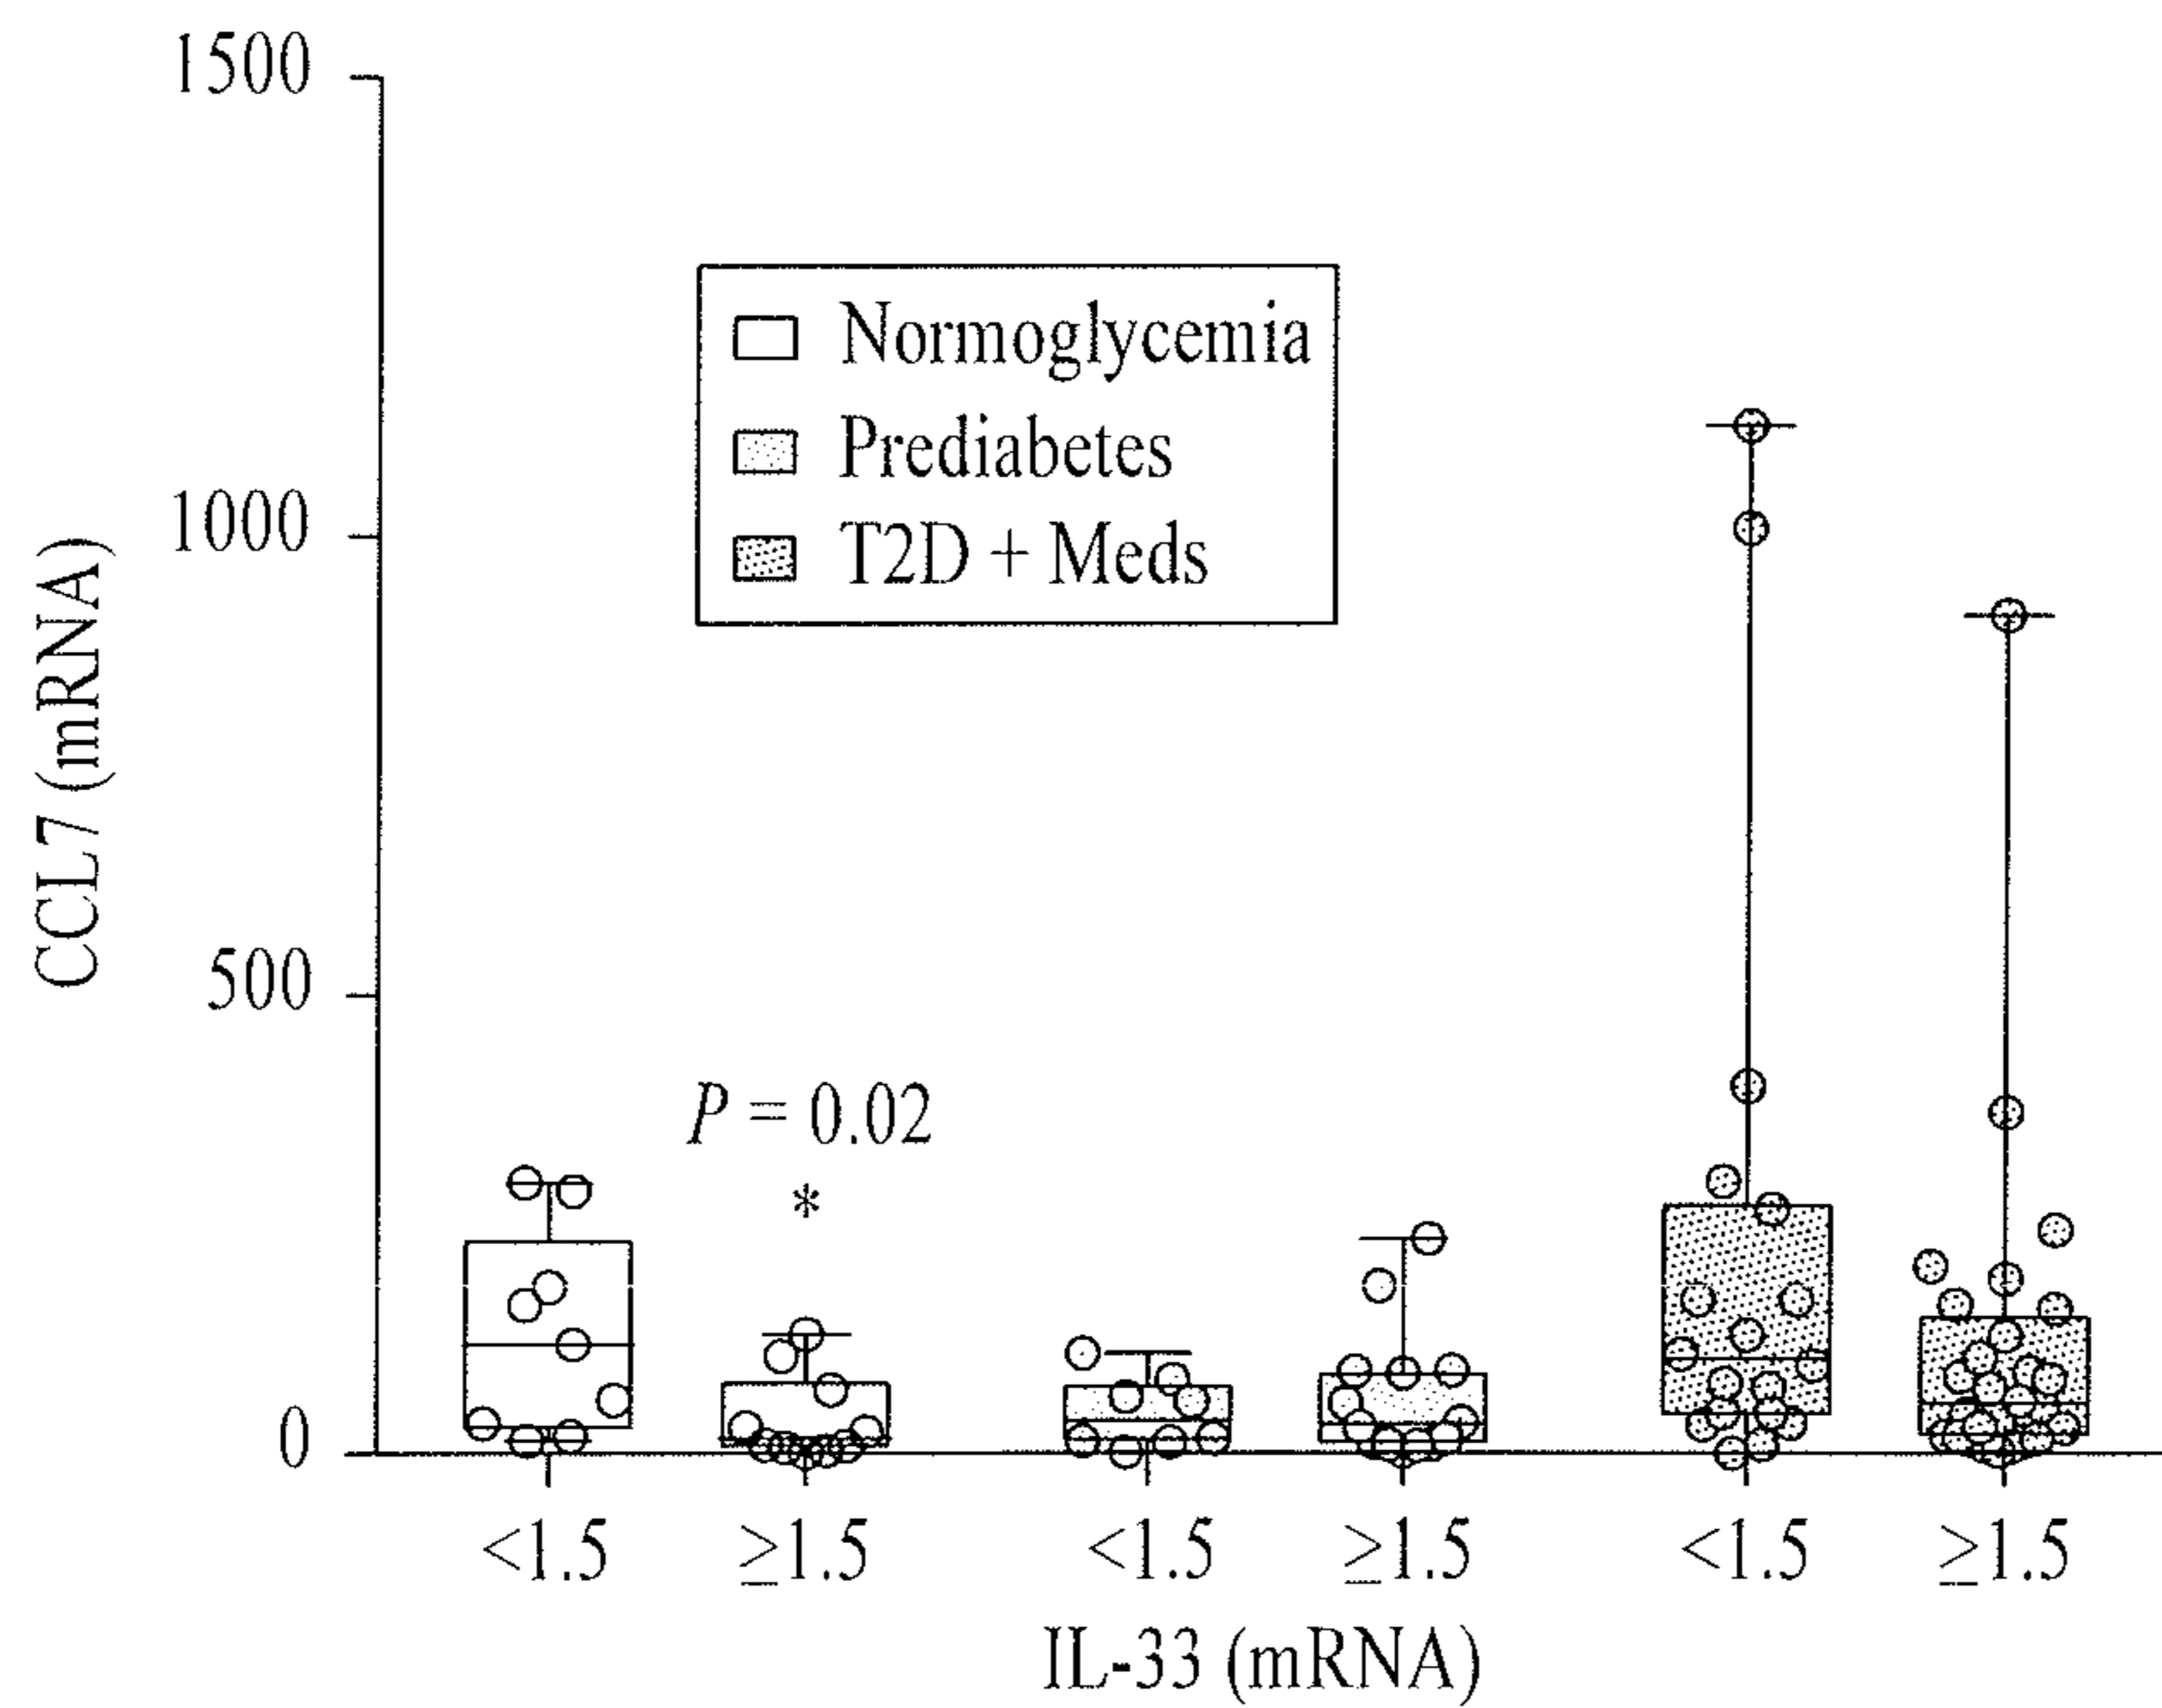 1500
1000
500
0
CCL7 (mRNA)
Normoglycemia
Prediabetes
T2D + Meds
P = 0.02
*
<1.5 ≥1.5 <1.5 ≥1.5 <1.5 ≥1.5
IL-33 (mRNA)